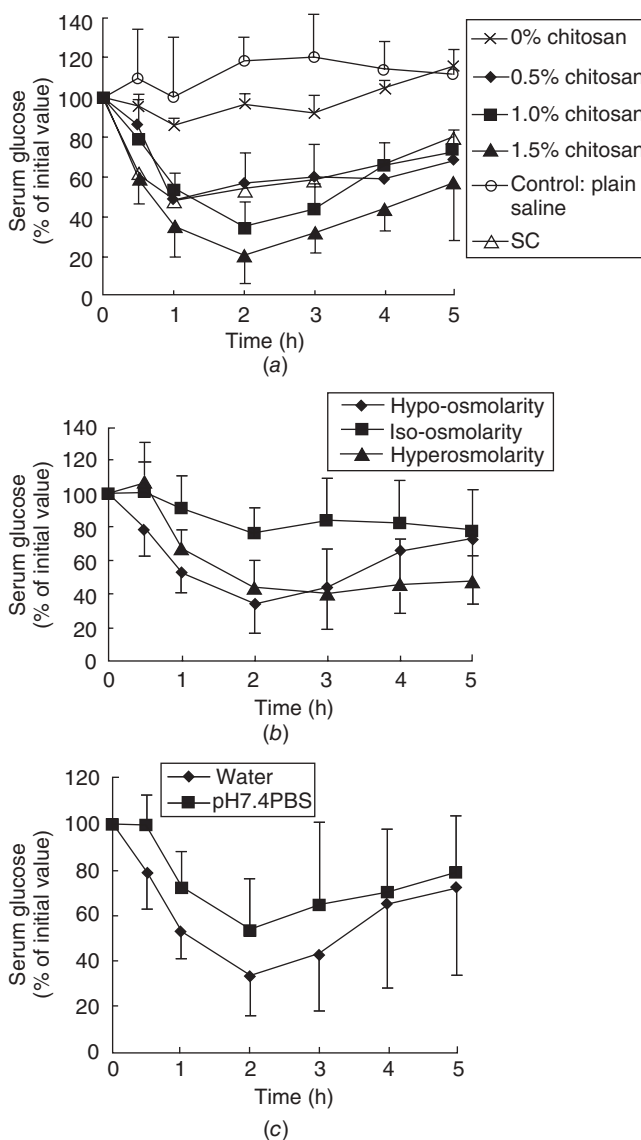 140
120
100
80
60
40
20
0
Serum glucose
(% of initial value)
0 1 2 3 4 5
Time (h)
(a)
0% chitosan
0.5% chitosan
1.0% chitosan
1.5% chitosan
Control: plain
saline
SC
Hypo-osmolarity
Iso-osmolarity
Hyperosmolarity
140
120
100
80
60
40
20
0
Serum glucose
(% of initial value)
0 1 2 3 4 5
Time (h)
(b)
Water
pH7.4PBS
120
100
80
60
40
20
0
Serum glucose
(% of initial value)
0 1 2 3 4 5
Time (h)
(c)